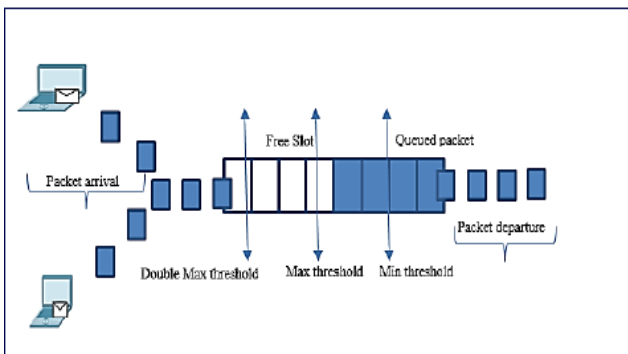 Free Slot
Queued packet
Packet arrival
Packet departure
Double Max threshold
Max threshold
Min threshold